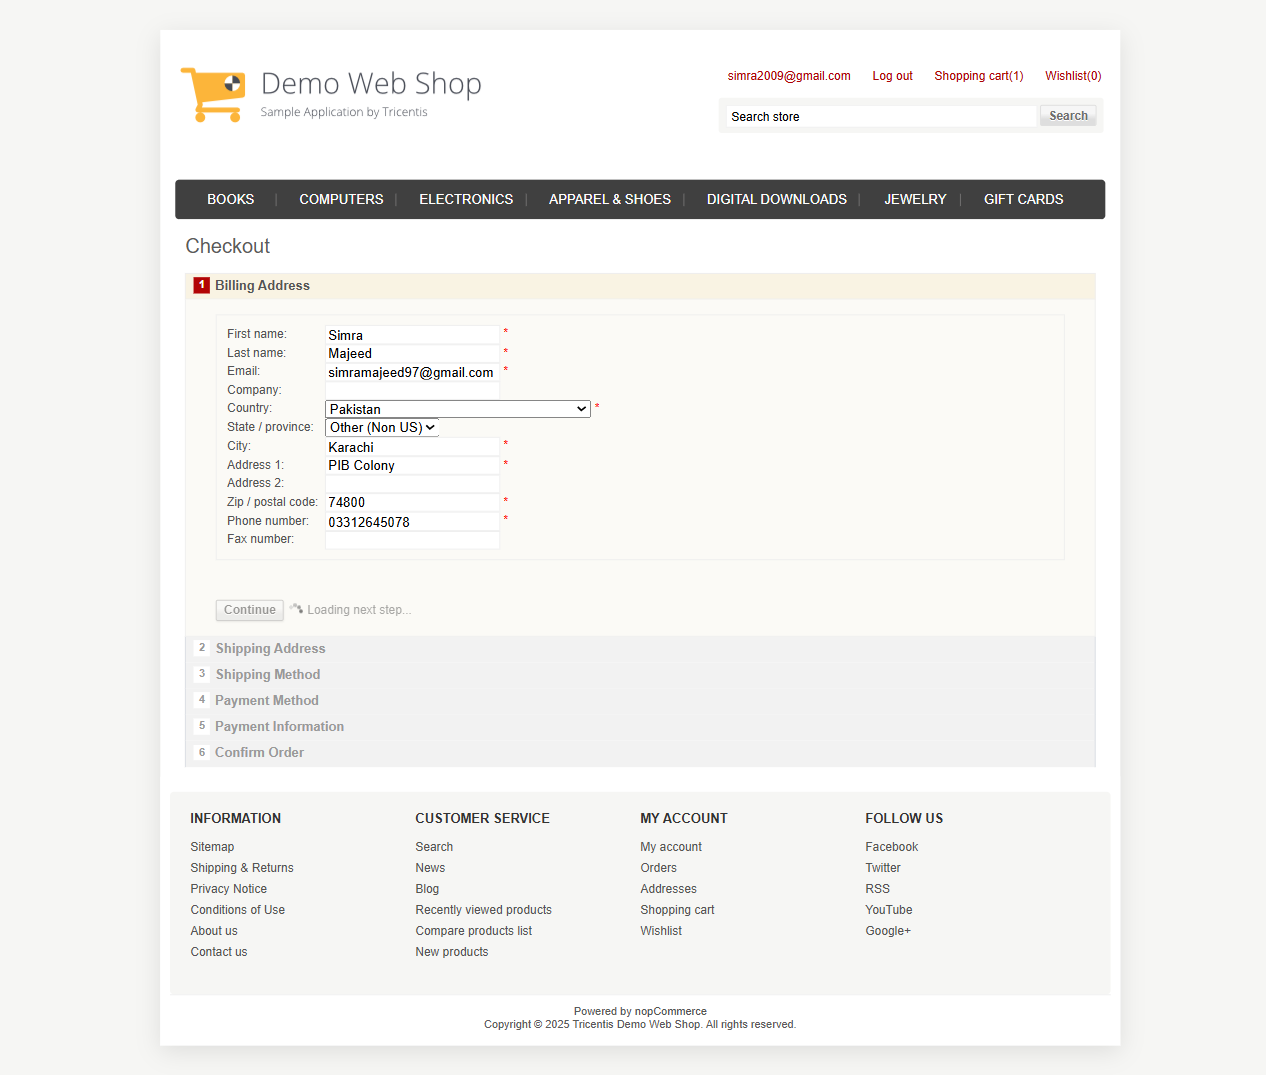 Demo Web Shop
Sample Application by Tricentis
simra2009@gmail.com Log out Shopping cart(1) Wishlist(0)
Search store Search
BOOKS COMPUTERS ELECTRONICS APPAREL & SHOES DIGITAL DOWNLOADS JEWELRY GIFT CARDS
Checkout
1 Billing Address
First name: Simra *
Last name: Majeed *
Email: simramajeed97@gmail.com *
Company:
Country: Pakistan *
State / province: Other (Non US)
City: Karachi *
Address 1: PIB Colony *
Address 2:
Zip / postal code: 74800 *
Phone number: 03312645078 *
Fax number:
Continue Loading next step...
2 Shipping Address
3 Shipping Method
4 Payment Method
5 Payment Information
6 Confirm Order
INFORMATION CUSTOMER SERVICE MY ACCOUNT FOLLOW US
Sitemap Search My account Facebook
Shipping & Returns News Orders Twitter
Privacy Notice Blog Addresses RSS
Conditions of Use Recently viewed products Shopping cart YouTube
About us Compare products list Wishlist Google+
Contact us New products
Powered by nopCommerce
Copyright © 2025 Tricentis Demo Web Shop. All rights reserved.